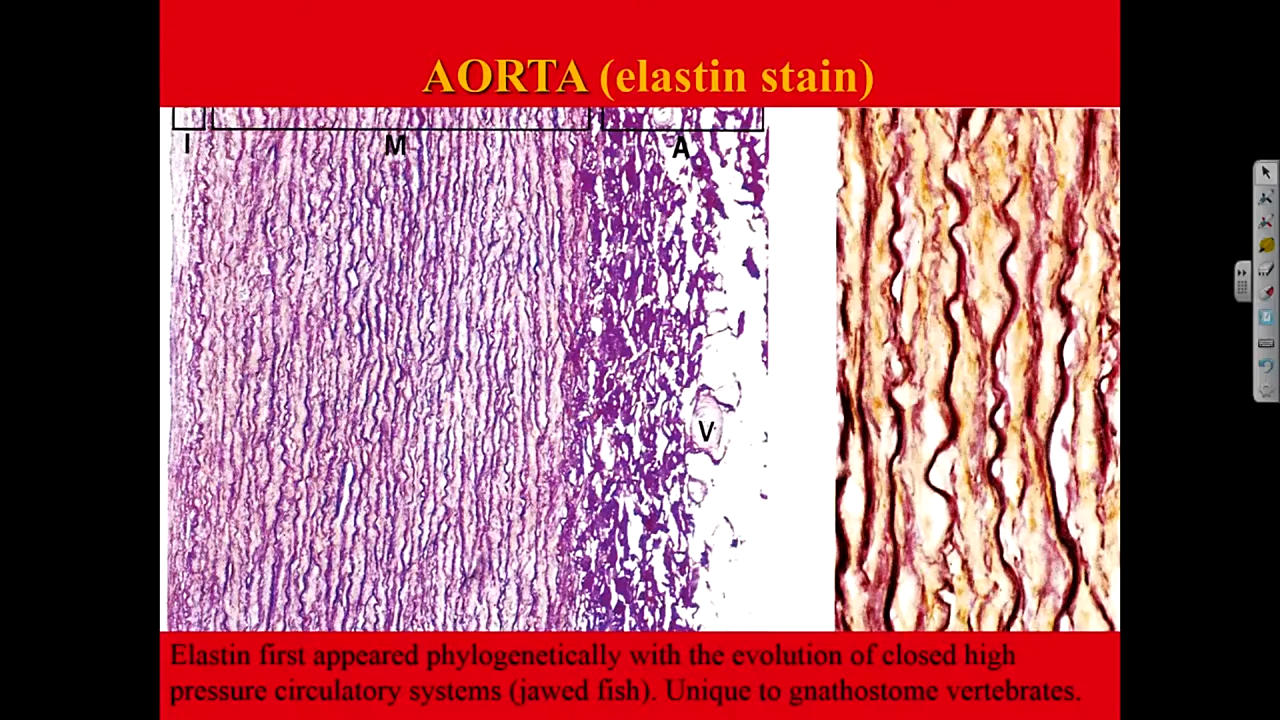 AORTA (elastin stain)
I M A
V
Elastin first appeared phylogenetically with the evolution of closed high
pressure circulatory systems (jawed fish). Unique to gnathostome vertebrates.